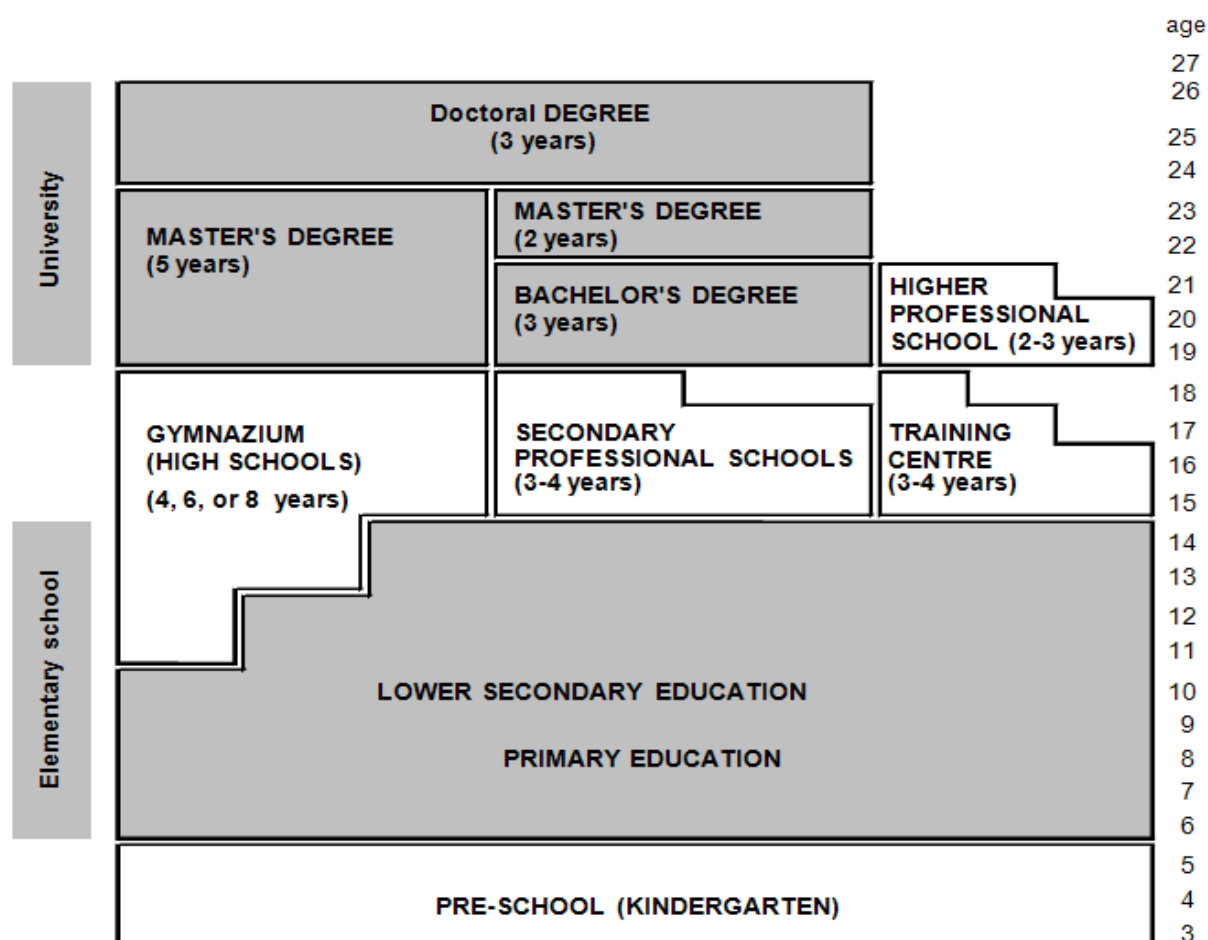 age
27
26
Doctoral DEGREE
(3 years)
25
24
University
MASTER'S DEGREE
(5 years)
MASTER'S DEGREE
(2 years)
23
22
BACHELOR'S DEGREE
(3 years)
HIGHER
PROFESSIONAL
SCHOOL (2-3 years)
21
20
19
18
GYMNAZIUM
(HIGH SCHOOLS)
(4, 6, or 8 years)
SECONDARY
PROFESSIONAL SCHOOLS
(3-4 years)
TRAINING
CENTRE
(3-4 years)
17
16
15
Elementary school
14
13
12
11
LOWER SECONDARY EDUCATION
10
9
PRIMARY EDUCATION
8
7
6
5
PRE-SCHOOL (KINDERGARTEN)
4
3